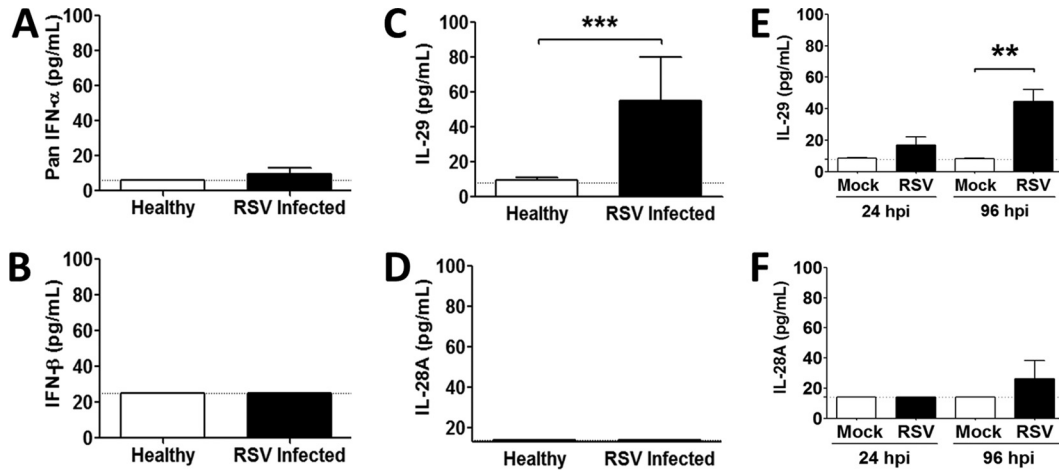 A
Pan IFN-α (pg/mL)
100
80
60
40
20
0
Healthy RSV Infected
B
IFN-β (pg/mL)
100
80
60
40
20
0
Healthy RSV Infected
C
IL-29 (pg/mL)
100
80
60
40
20
0
***
Healthy RSV Infected
D
IL-28A (pg/mL)
100
80
60
40
20
Healthy RSV Infected
E
IL-29 (pg/mL)
100
80
60
40
20
0
**
Mock RSV Mock RSV
24 hpi 96 hpi
F
IL-28A (pg/mL)
100
80
60
40
20
0
Mock RSV Mock RSV
24 hpi 96 hpi